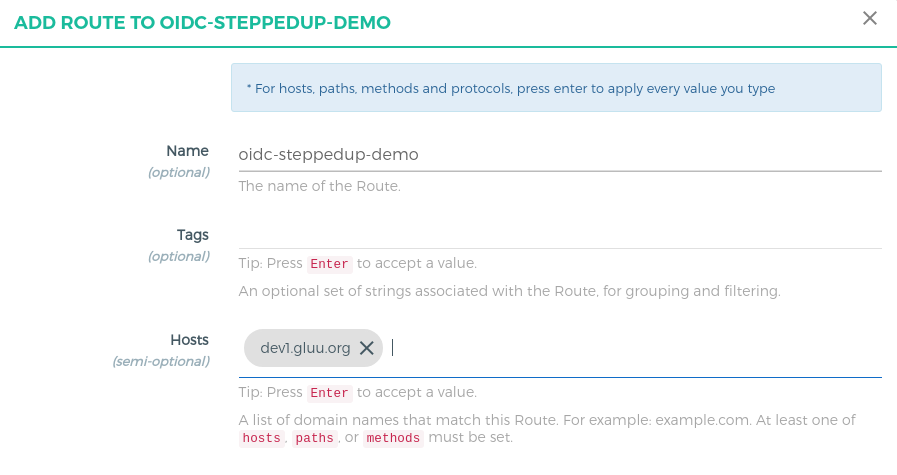 ADD ROUTE TO OIDC-STEPPEDUP-DEMO
* For hosts, paths, methods and protocols, press enter to apply every value you type
Name
(optional)
oidc-steppedup-demo
The name of the Route.
Tags
(optional)
Tip: Press Enter to accept a value.
An optional set of strings associated with the Route, for grouping and filtering.
Hosts
(semi-optional)
dev1.gluu.org
Tip: Press Enter to accept a value.
A list of domain names that match this Route. For example: example.com. At least one of
hosts, paths, or methods must be set.